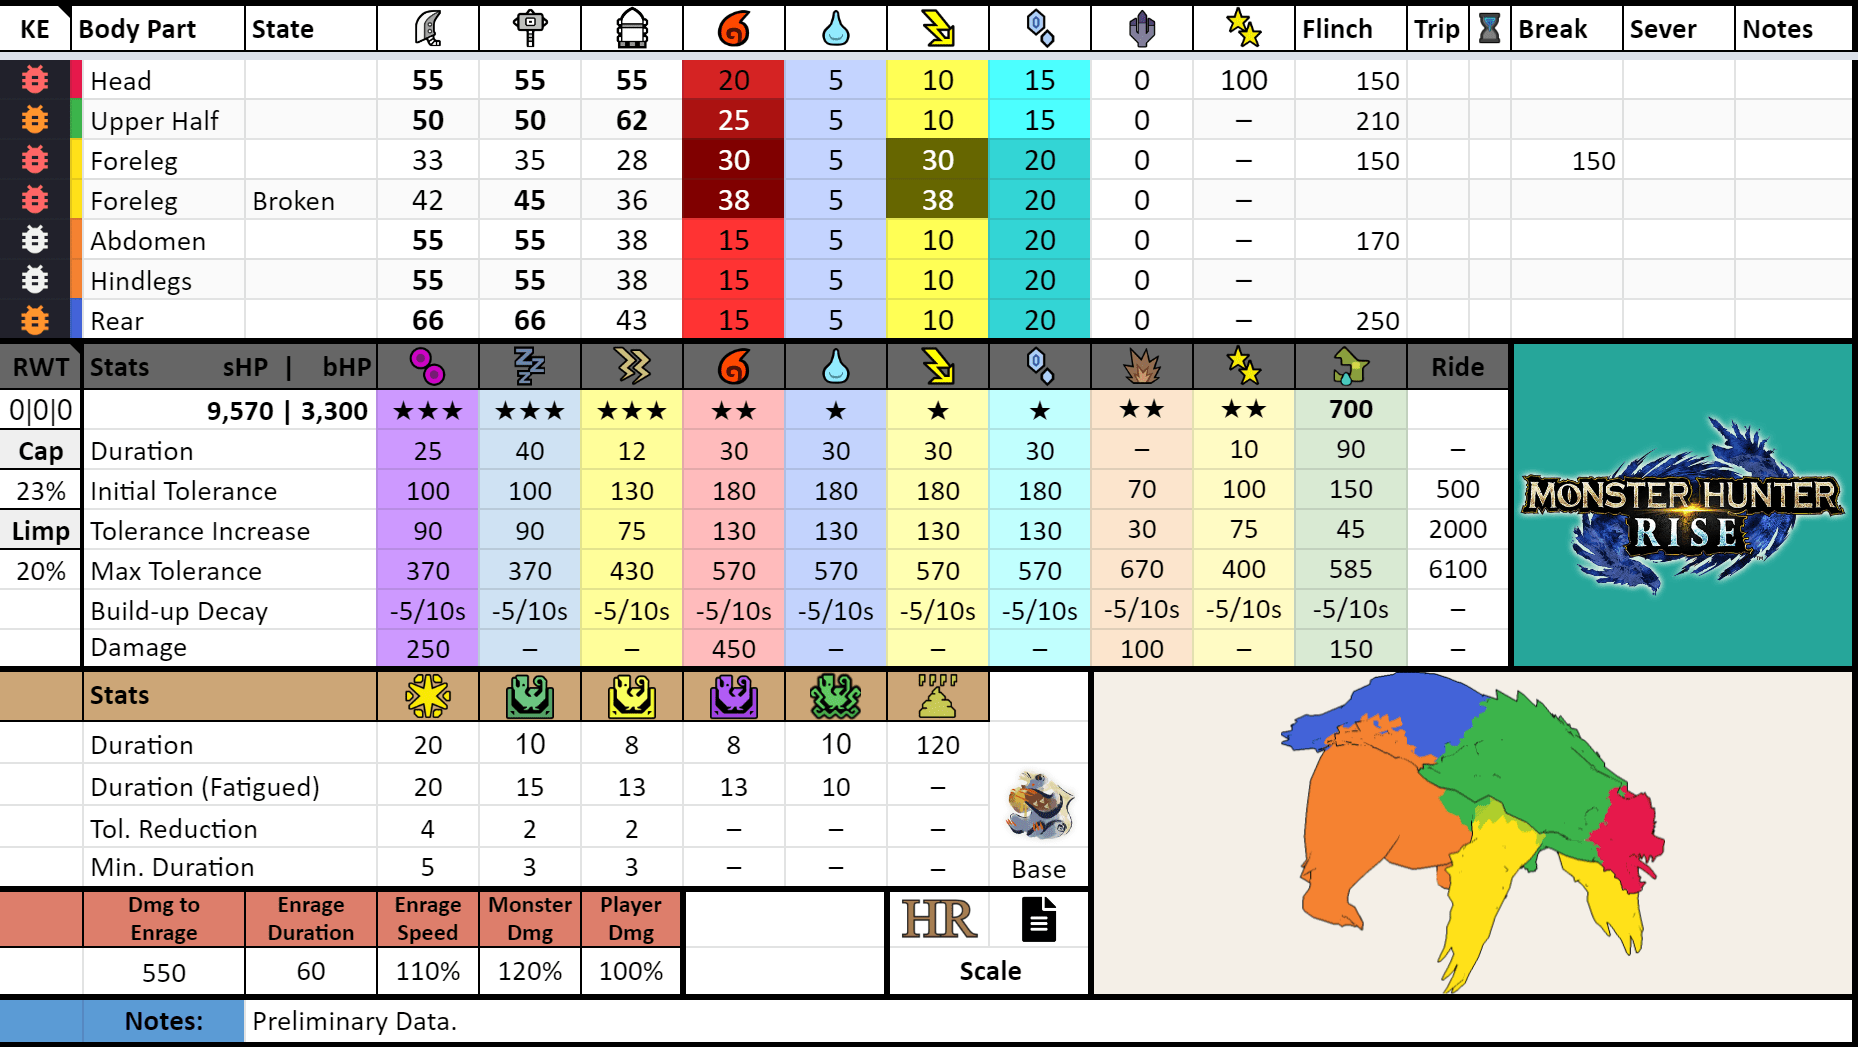 KE Body Part State Flinch Trip Break Sever Notes
Head 55 55 55 20 5 10 15 0 100 150
Upper Half 50 50 62 25 5 10 15 0 – 210
Foreleg 33 35 28 30 5 30 20 0 – 150 150
Foreleg Broken 42 45 36 38 5 38 20 0 –
Abdomen 55 55 38 15 5 10 20 0 – 170
Hindlegs 55 55 38 15 5 10 20 0 –
Rear 66 66 43 15 5 10 20 0 – 250
RWT Stats sHP | bHP Ride
0|0|0 9,570 | 3,300 ★★★ ★★★ ★★★ ★★ ★ ★ ★ ★★ ★★ 700
Cap Duration 25 40 12 30 30 30 30 – 10 90 –
23% Initial Tolerance 100 100 130 180 180 180 180 70 100 150 500
Limp Tolerance Increase 90 90 75 130 130 130 130 30 75 45 2000
20% Max Tolerance 370 370 430 570 570 570 570 670 400 585 6100
Build-up Decay -5/10s -5/10s -5/10s -5/10s -5/10s -5/10s -5/10s -5/10s -5/10s -5/10s –
Damage 250 – – 450 – – – 100 – 150 –
MONSTER HUNTER
RISE
Stats
Duration 20 10 8 8 10 120
Duration (Fatigued) 20 15 13 13 10 –
Tol. Reduction 4 2 2 – – –
Min. Duration 5 3 3 – – –
Base
Dmg to Enrage Enrage Duration Enrage Speed Monster Dmg Player Dmg HR
550 60 110% 120% 100% Scale
Notes: Preliminary Data.